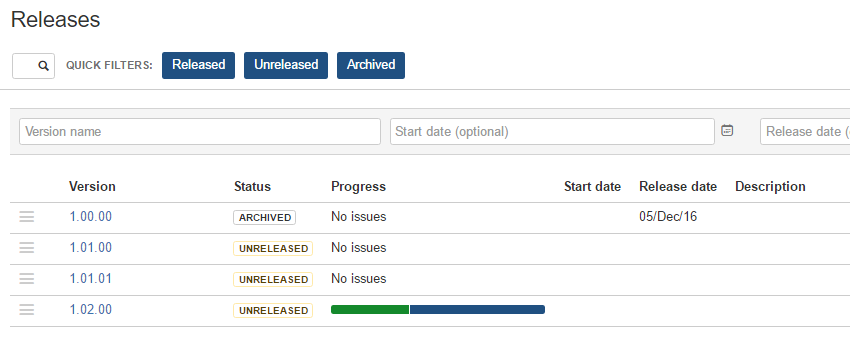 Releases
QUICK FILTERS: Released Unreleased Archived
Version name Start date (optional) Release date (
Version Status Progress Start date Release date Description
1.00.00 ARCHIVED No issues 05/Dec/16
1.01.00 UNRELEASED No issues
1.01.01 UNRELEASED No issues
1.02.00 UNRELEASED